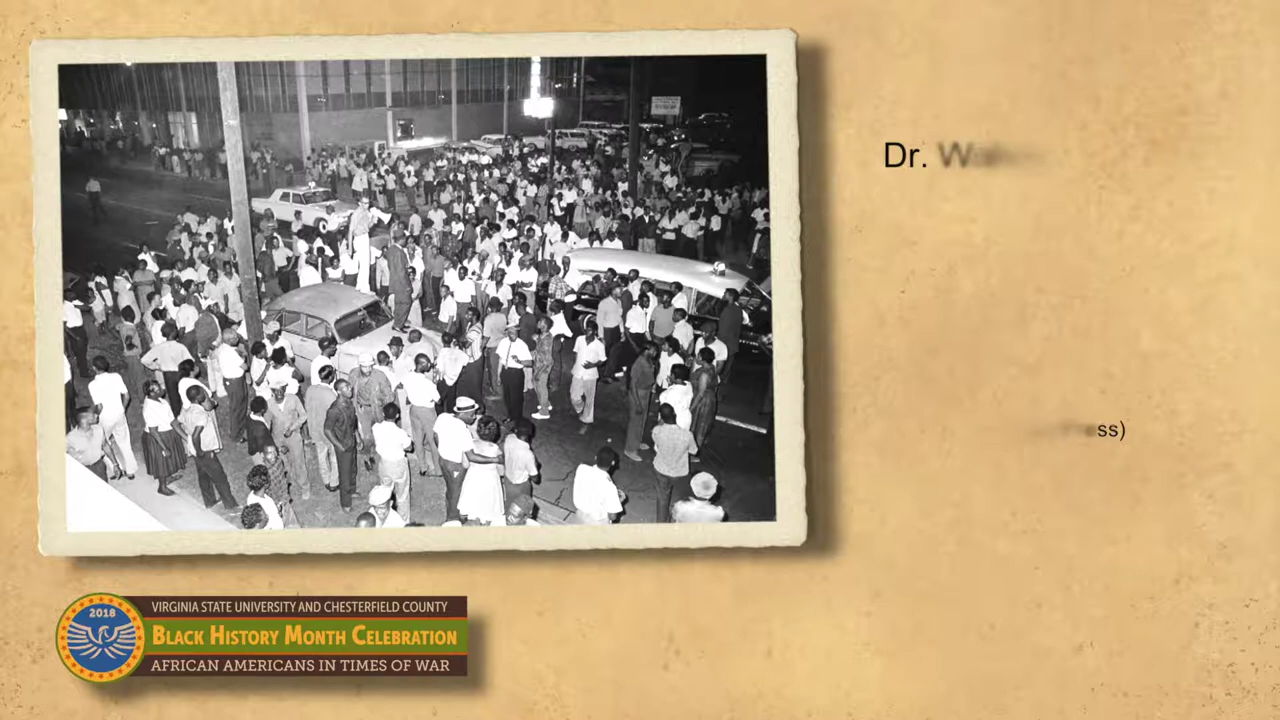 Dr.
ss)
2018
VIRGINIA STATE UNIVERSITY AND CHESTERFIELD COUNTY
BLACK HISTORY MONTH CELEBRATION
AFRICAN AMERICANS IN TIMES OF WAR